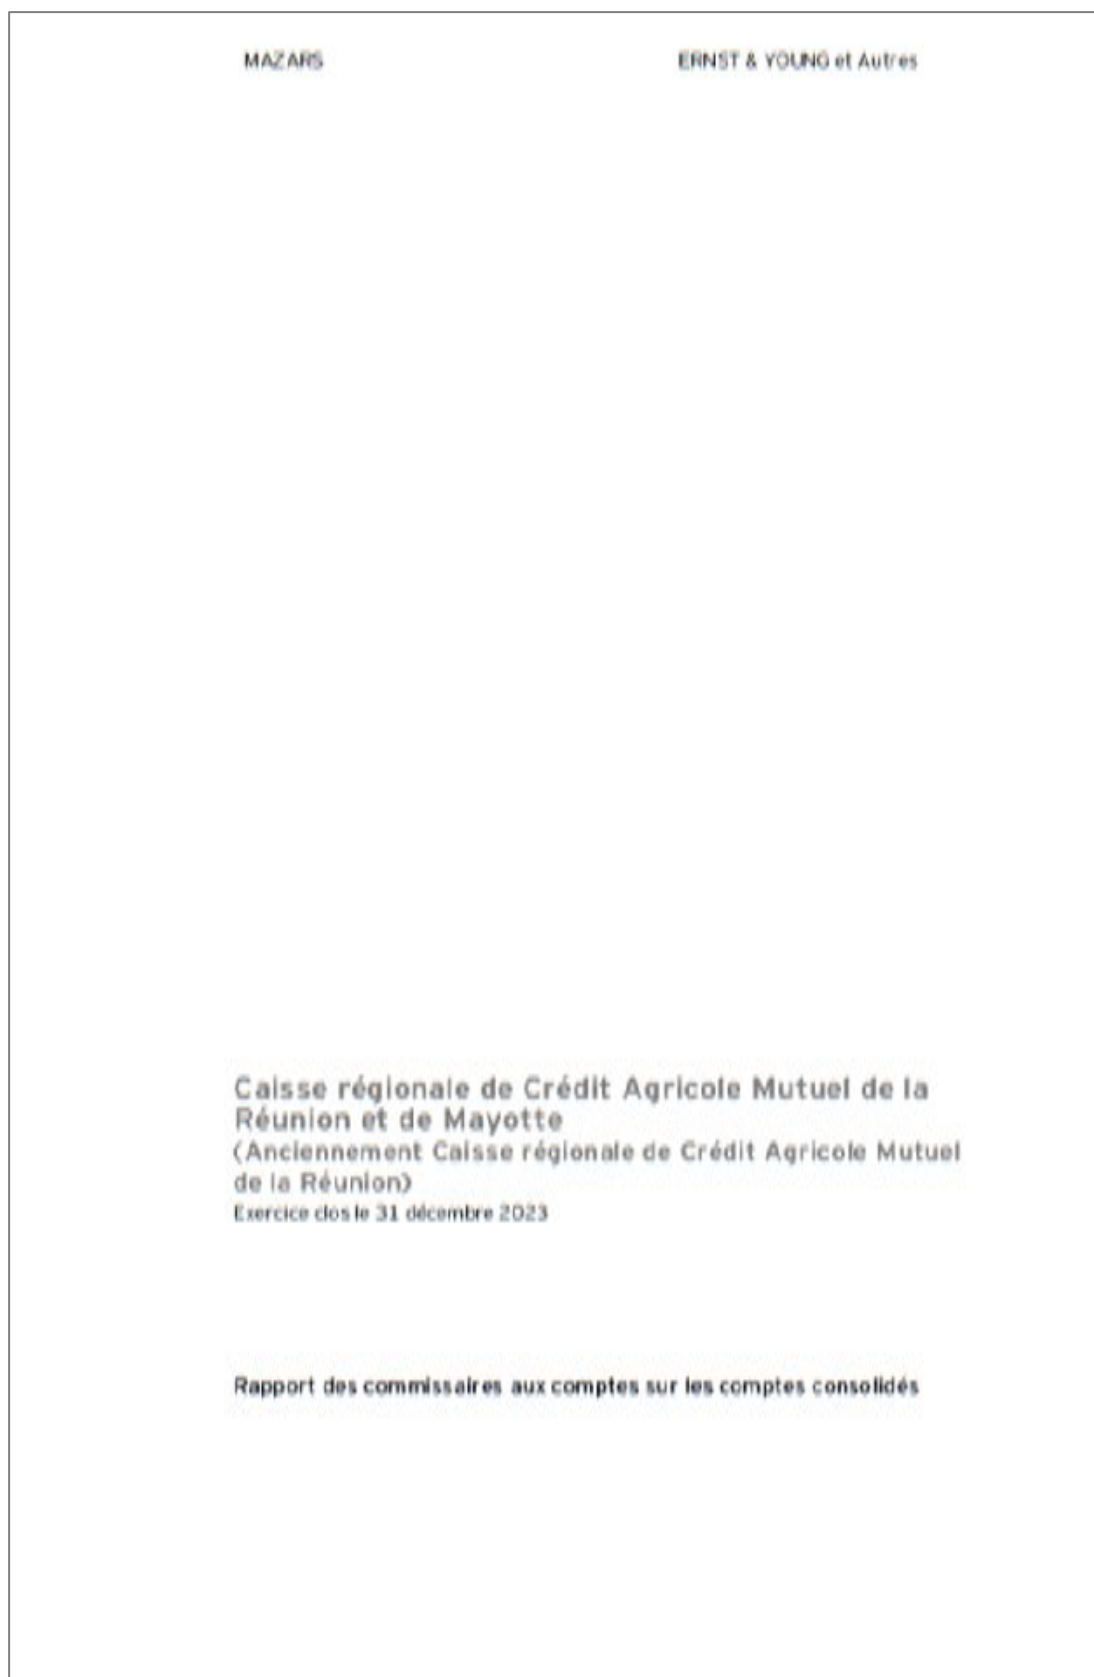 MAZARS
ERNST & YOUNG et Autres
Caisse régionale de Crédit Agricole Mutuel de la
Réunion et de Mayotte
(Anciennement Caisse régionale de Crédit Agricole Mutuel
de la Réunion)
Exercice clos le 31 décembre 2023
Rapport des commissaires aux comptes sur les comptes consolidés